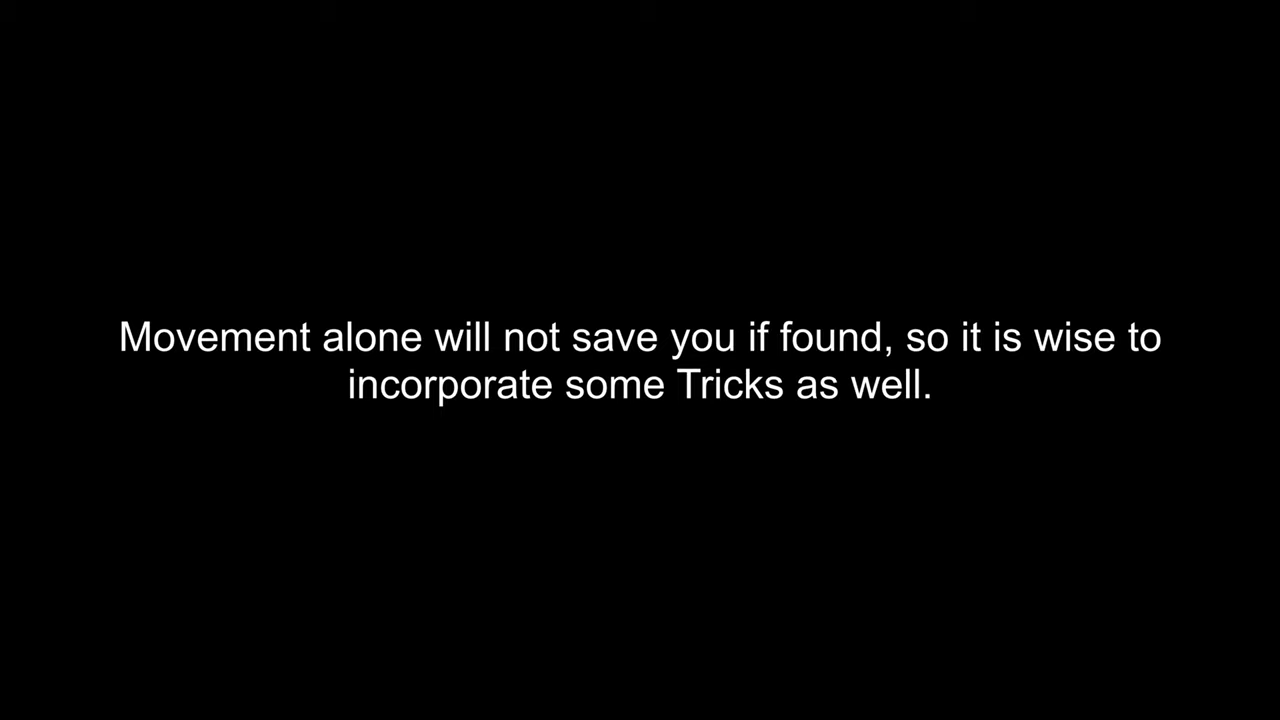 Movement alone will not save you if found, so it is wise to
incorporate some Tricks as well.